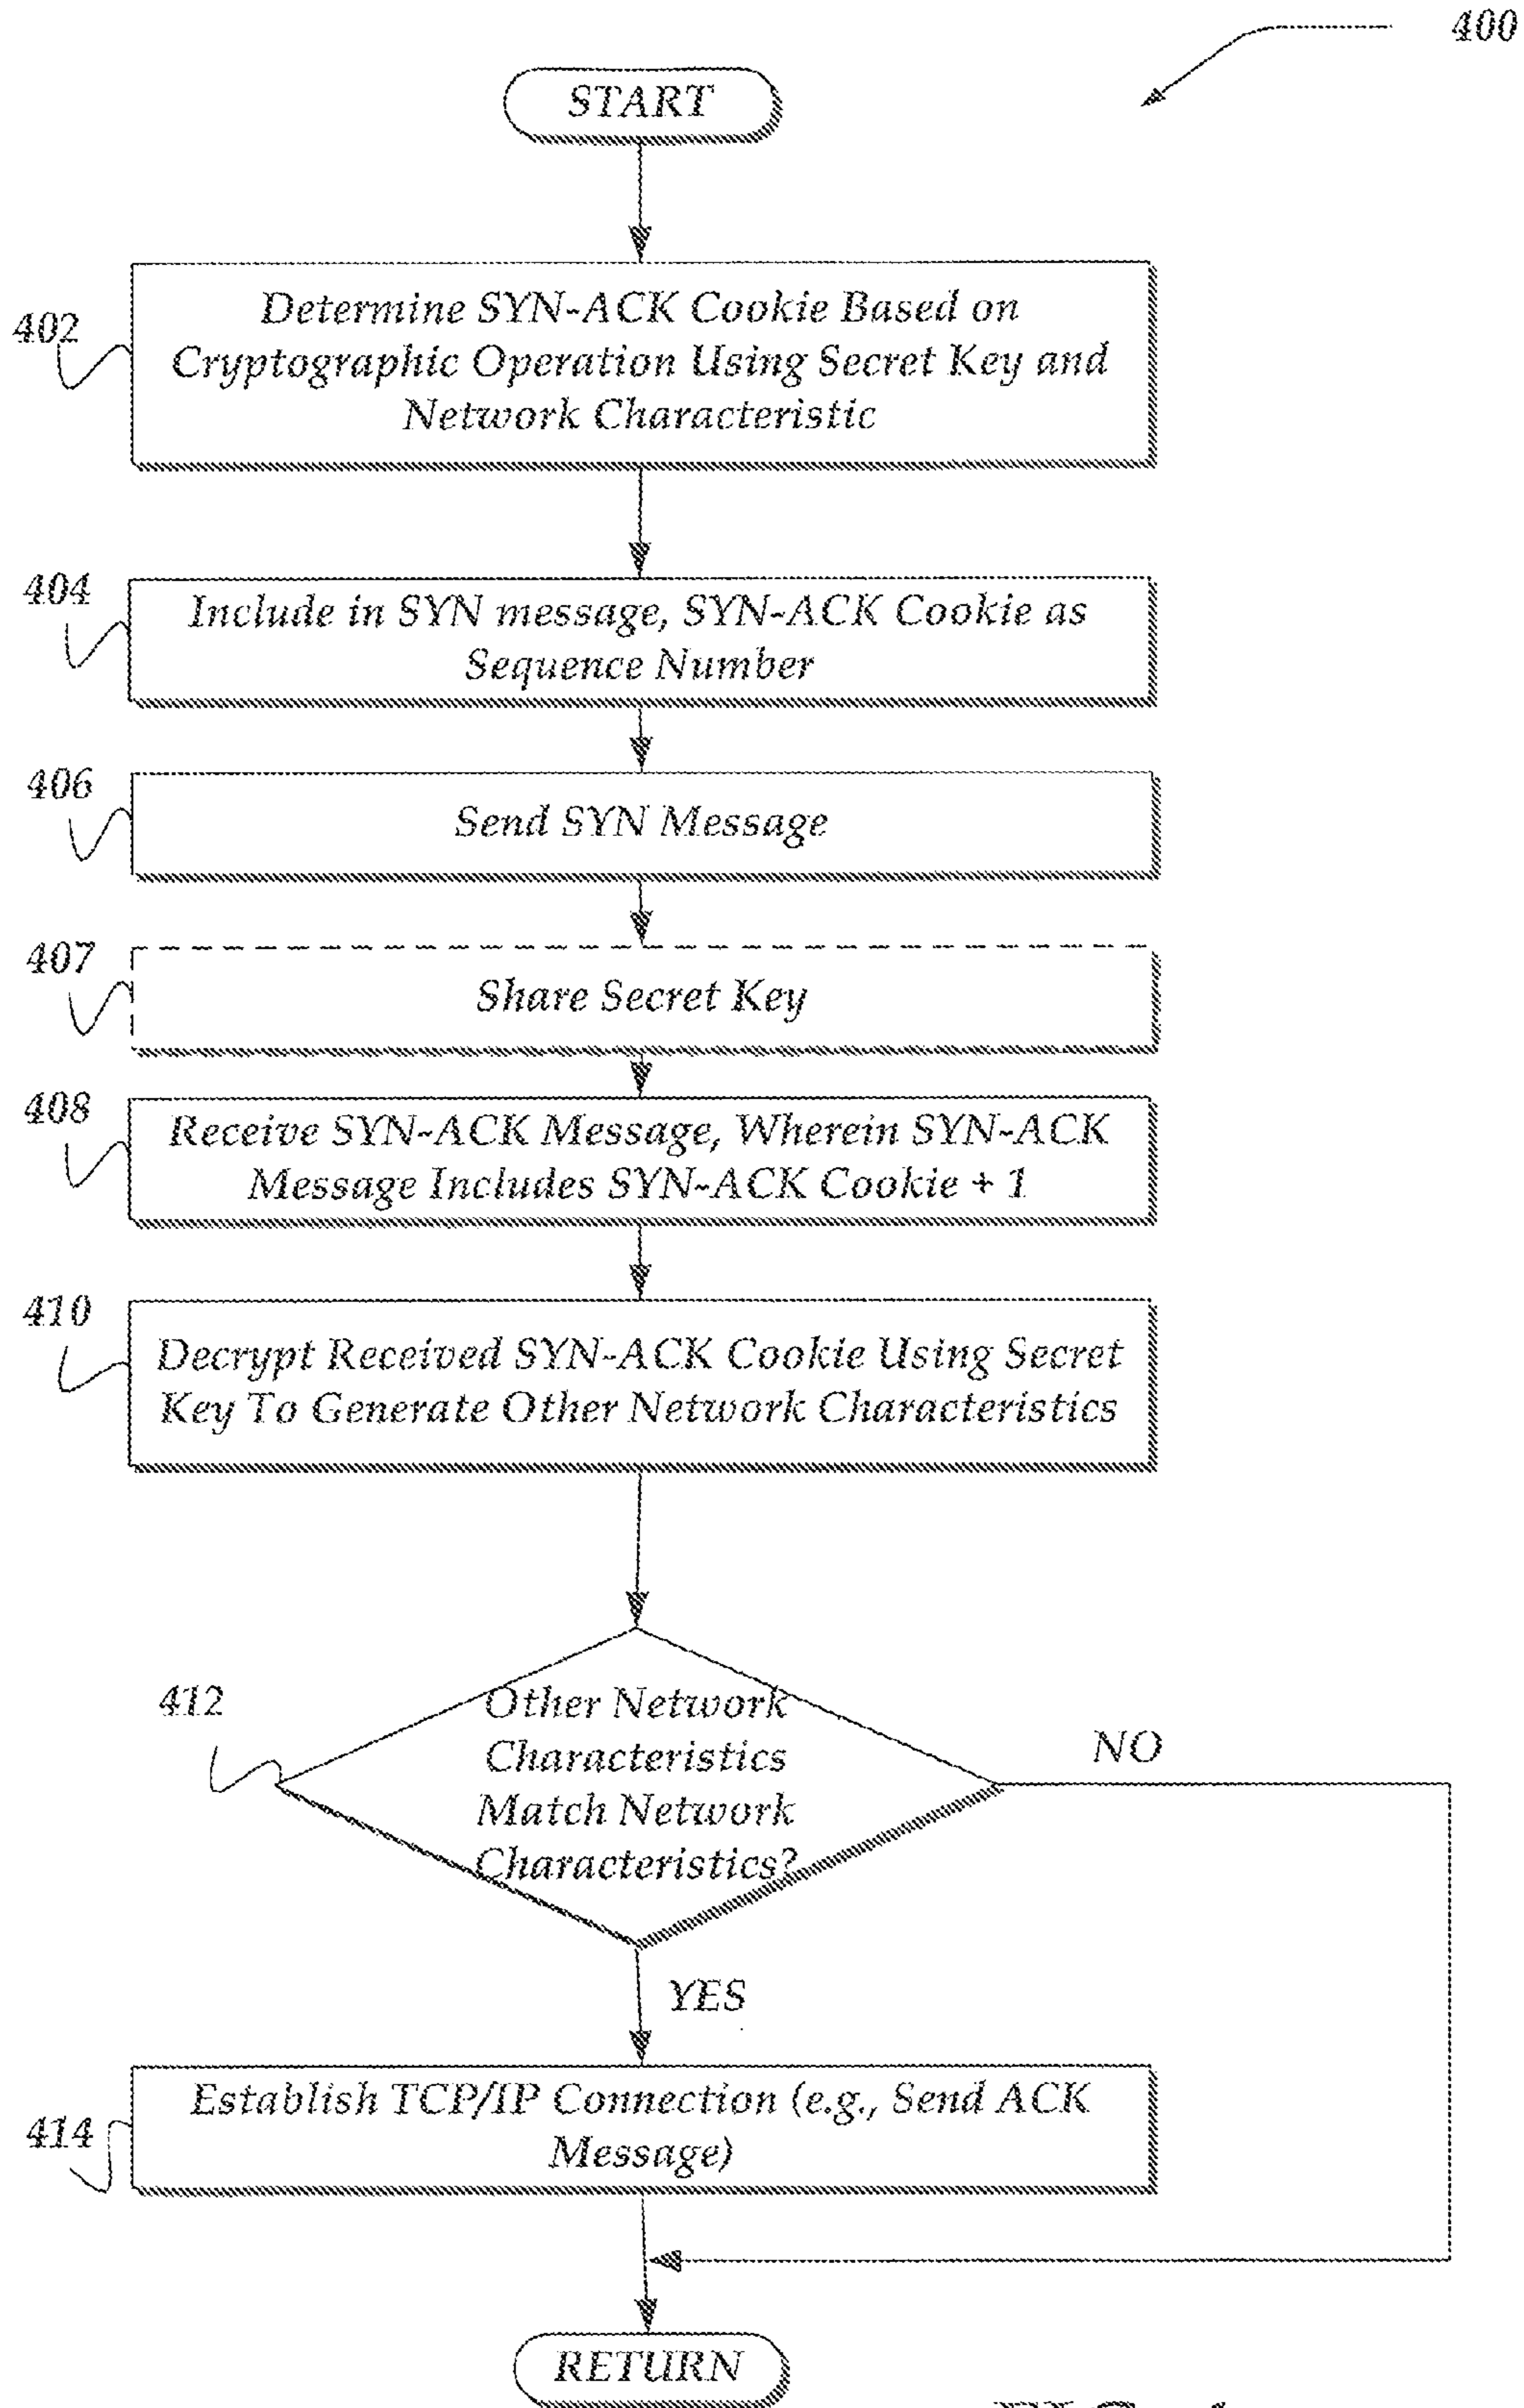 400
START
402
Determine SYN-ACK Cookie Based on
Cryptographic Operation Using Secret Key and
Network Characteristic
404
Include in SYN message, SYN-ACK Cookie as
Sequence Number
406
Send SYN Message
407
Share Secret Key
408
Receive SYN-ACK Message, Wherein SYN-ACK
Message Includes SYN-ACK Cookie + 1
410
Decrypt Received SYN-ACK Cookie Using Secret
Key To Generate Other Network Characteristics
412
Other Network
Characteristics
Match Network
Characteristics?
NO
YES
414
Establish TCP/IP Connection (e.g., Send ACK
Message)
RETURN